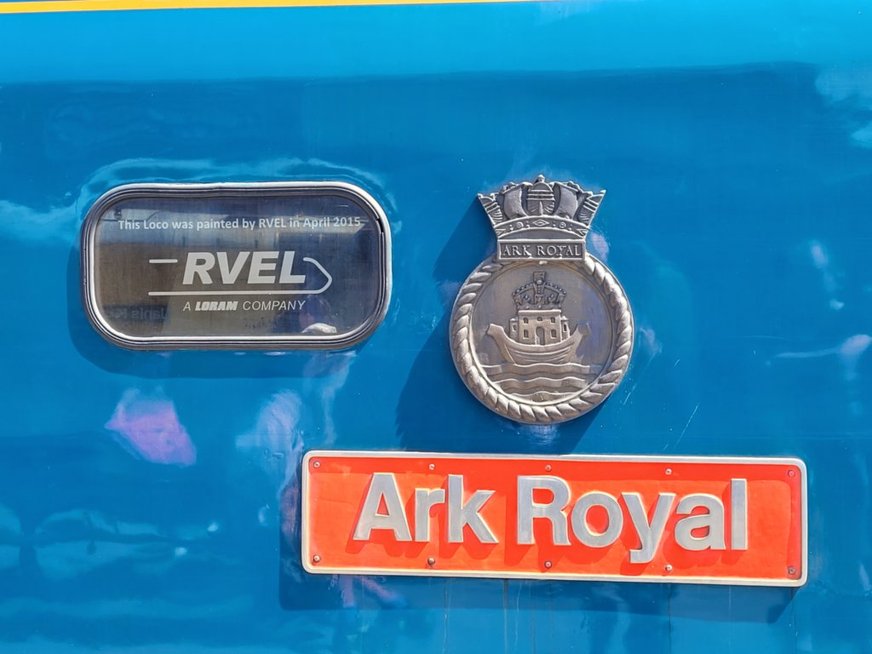 This Loco was painted by RVEL in April 2015
RVEL
A LORAM COMPANY
ARK ROYAL
Ark Royal